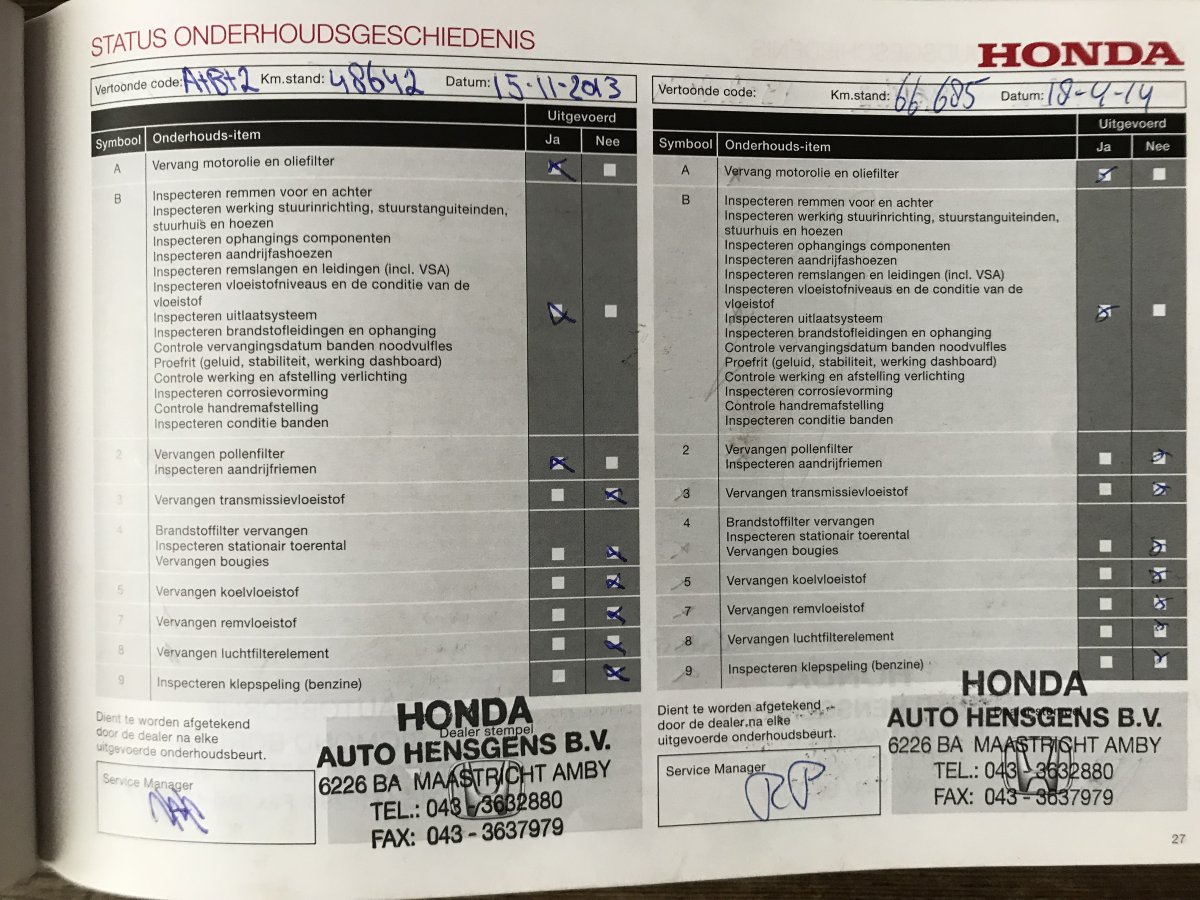 STATUS ONDERHOUDSGESCHIEDENIS
HONDA
Vertoonde code: A+B+2 Km.stand: 48642 Datum: 15-11-2013
Uitgevoerd
Symbool Onderhouds-item Ja Nee
A Vervang motorolie en oliefilter
B Inspecteren remmen voor en achter
Inspecteren werking stuurinrichting, stuurstanguiteinden,
stuurhuis en hoezen
Inspecteren ophangings componenten
Inspecteren aandrijfashoezen
Inspecteren remslangen en leidingen (incl. VSA)
Inspecteren vloeistofniveaus en de conditie van de
vloeistof
Inspecteren uitlaatsysteem
Inspecteren brandstofleidingen en ophanging
Controle vervangingsdatum banden noodvulfles
Proefrit (geluid, stabiliteit, werking dashboard)
Controle werking en afstelling verlichting
Inspecteren corrosievorming
Controle handremafstelling
Inspecteren conditie banden
2 Vervangen pollenfilter
Inspecteren aandrijfriemen
3 Vervangen transmissievloeistof
4 Brandstoffilter vervangen
Inspecteren stationair toerental
Vervangen bougies
5 Vervangen koelvloeistof
7 Vervangen remvloeistof
8 Vervangen luchtfilterelement
9 Inspecteren klepspeling (benzine)
Dient te worden afgetekend
door de dealer na elke
uitgevoerde onderhoudsbeurt.
Service Manager
HONDA
Dealer stempel
AUTO HENSGENS B.V.
6226 BA MAASTRICHT AMBY
TEL.: 043 - 3632880
FAX: 043 - 3637979
Vertoonde code: Km.stand: 66.685 Datum: 18-4-14
Uitgevoerd
Symbool Onderhouds-item Ja Nee
A Vervang motorolie en oliefilter
B Inspecteren remmen voor en achter
Inspecteren werking stuurinrichting, stuurstanguiteinden,
stuurhuis en hoezen
Inspecteren ophangings componenten
Inspecteren aandrijfashoezen
Inspecteren remslangen en leidingen (incl. VSA)
Inspecteren vloeistofniveaus en de conditie van de
vloeistof
Inspecteren uitlaatsysteem
Inspecteren brandstofleidingen en ophanging
Controle vervangingsdatum banden noodvulfles
Proefrit (geluid, stabiliteit, werking dashboard)
Controle werking en afstelling verlichting
Inspecteren corrosievorming
Controle handremafstelling
Inspecteren conditie banden
2 Vervangen pollenfilter
Inspecteren aandrijfriemen
3 Vervangen transmissievloeistof
4 Brandstoffilter vervangen
Inspecteren stationair toerental
Vervangen bougies
5 Vervangen koelvloeistof
7 Vervangen remvloeistof
8 Vervangen luchtfilterelement
9 Inspecteren klepspeling (benzine)
Dient te worden afgetekend
door de dealer na elke
uitgevoerde onderhoudsbeurt.
Service Manager
HONDA
Dealer stempel
AUTO HENSGENS B.V.
6226 BA MAASTRICHT AMBY
TEL.: 043 - 3632880
FAX: 043 - 3637979
27